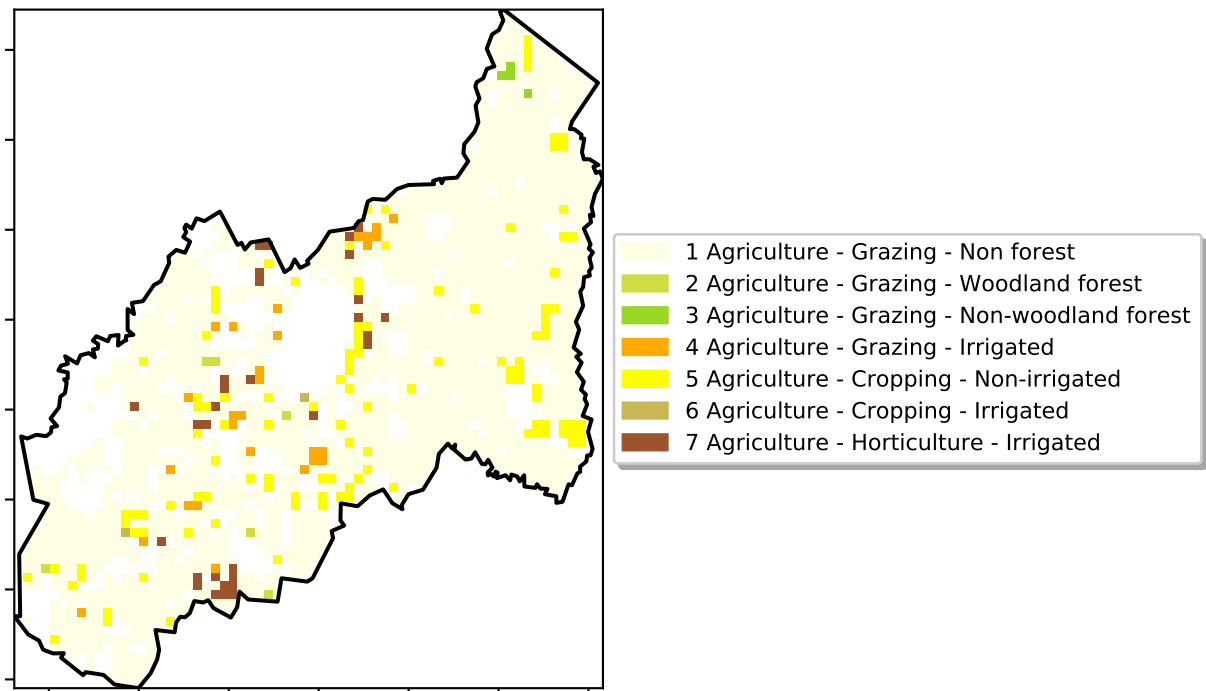 1 Agriculture - Grazing - Non forest
2 Agriculture - Grazing - Woodland forest
3 Agriculture - Grazing - Non-woodland forest
4 Agriculture - Grazing - Irrigated
5 Agriculture - Cropping - Non-irrigated
6 Agriculture - Cropping - Irrigated
7 Agriculture - Horticulture - Irrigated